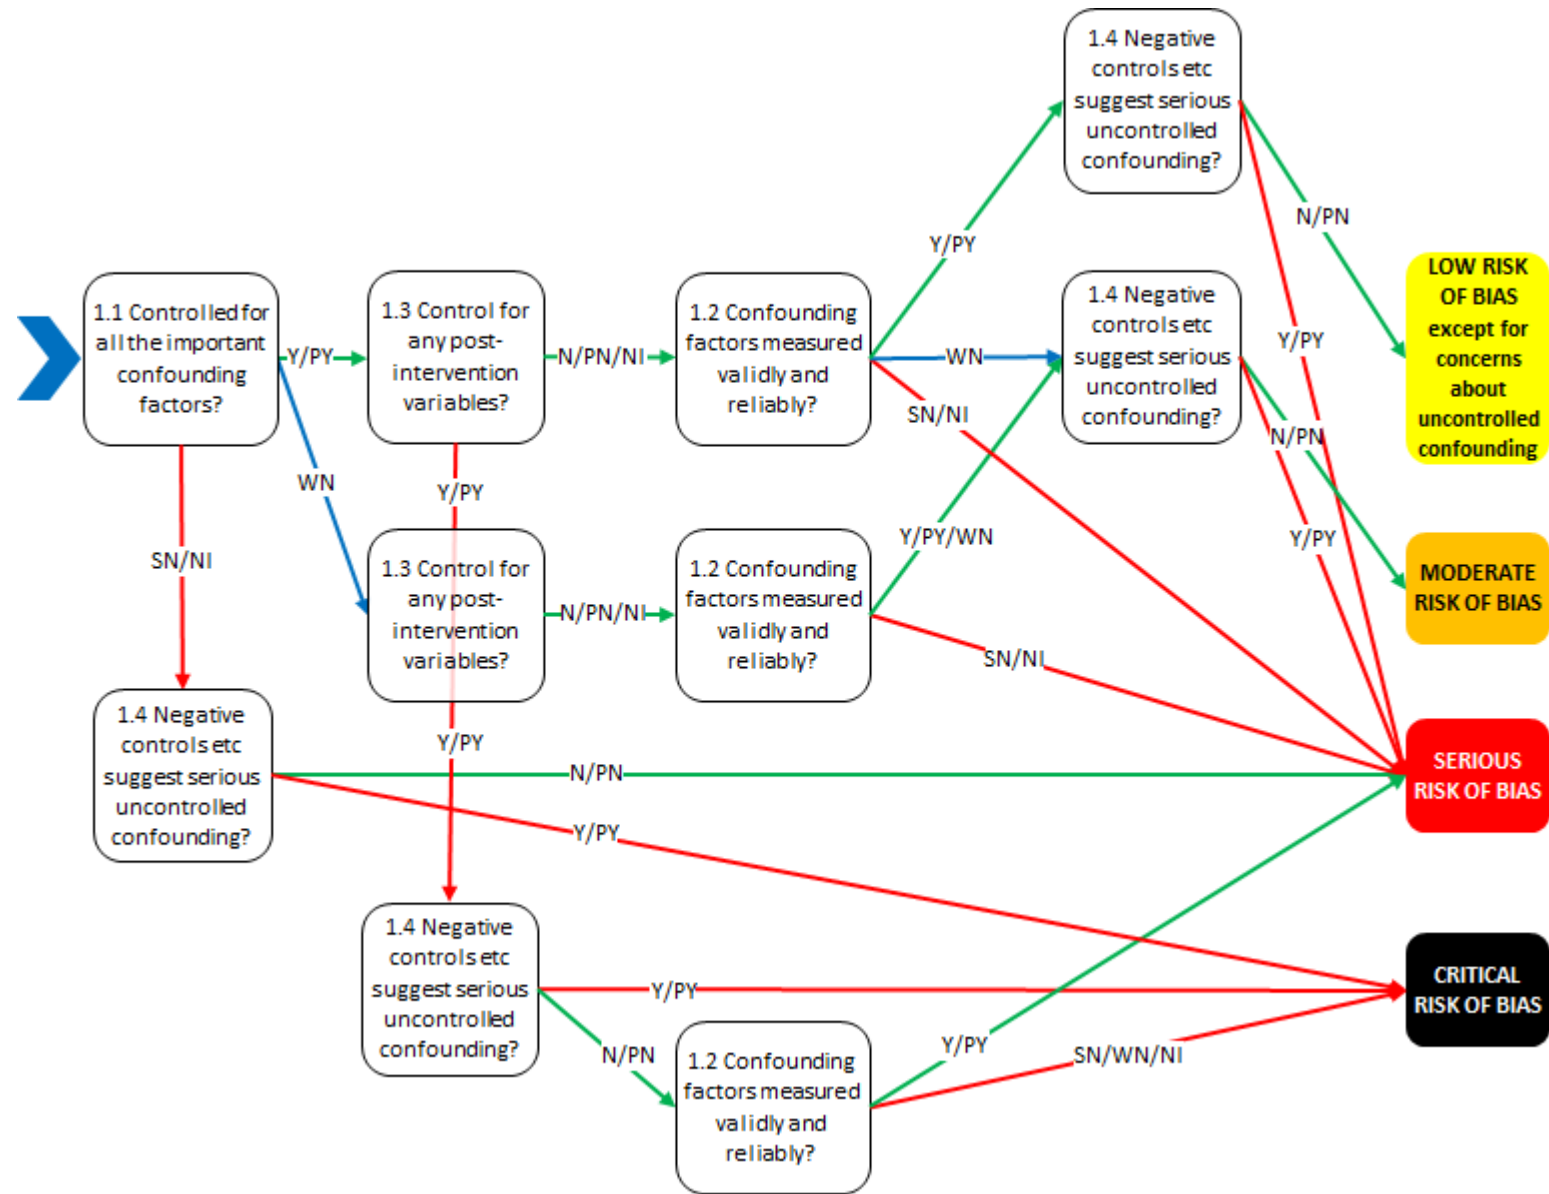 1.1 Controlled for
all the important
confounding
factors?
Y/PY
WN
SN/NI
1.3 Control for
any post-
intervention
variables?
N/PN/NI
Y/PY
1.2 Confounding
factors measured
validly and
reliably?
Y/PY
WN
SN/NI
1.4 Negative
controls etc
suggest serious
uncontrolled
confounding?
N/PN
Y/PY
1.4 Negative
controls etc
suggest serious
uncontrolled
confounding?
N/PN
Y/PY
LOW RISK
OF BIAS
except for
concerns
about
uncontrolled
confounding
1.3 Control for
any post-
intervention
variables?
N/PN/NI
Y/PY
1.2 Confounding
factors measured
validly and
reliably?
Y/PY/WN
SN/NI
MODERATE
RISK OF BIAS
1.4 Negative
controls etc
suggest serious
uncontrolled
confounding?
N/PN
Y/PY
SERIOUS
RISK OF BIAS
1.4 Negative
controls etc
suggest serious
uncontrolled
confounding?
Y/PY
N/PN
1.2 Confounding
factors measured
validly and
reliably?
Y/PY
SN/WN/NI
CRITICAL
RISK OF BIAS